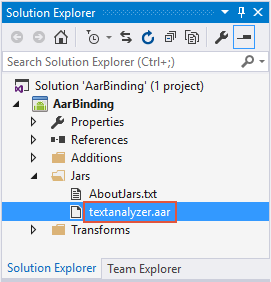 Solution Explorer
Search Solution Explorer (Ctrl+;)
Solution 'AarBinding' (1 project)
AarBinding
Properties
References
Additions
Jars
AboutJars.txt
textanalyzer.aar
Transforms
Solution Explorer Team Explorer